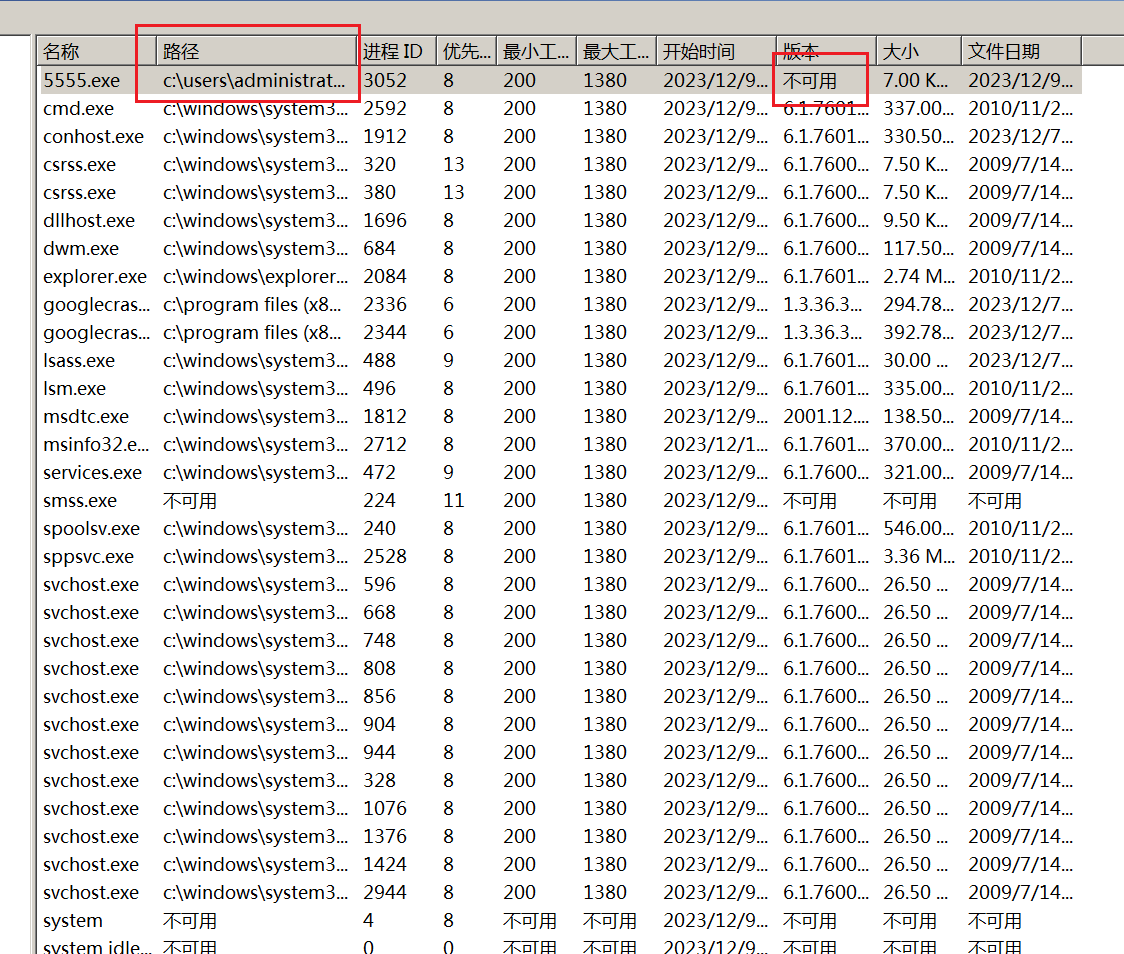 名称 路径 进程 ID 优先... 最小工... 最大工... 开始时间 版本 大小 文件日期
5555.exe c:\users\administrat... 3052 8 200 1380 2023/12/9... 不可用 7.00 K... 2023/12/9...
cmd.exe c:\windows\system3... 2592 8 200 1380 2023/12/9... 6.1.7601... 337.00... 2010/11/2...
conhost.exe c:\windows\system3... 1912 8 200 1380 2023/12/9... 6.1.7601... 330.50... 2023/12/7...
csrss.exe c:\windows\system3... 320 13 200 1380 2023/12/9... 6.1.7600... 7.50 K... 2009/7/14...
csrss.exe c:\windows\system3... 380 13 200 1380 2023/12/9... 6.1.7600... 7.50 K... 2009/7/14...
dllhost.exe c:\windows\system3... 1696 8 200 1380 2023/12/9... 6.1.7600... 9.50 K... 2009/7/14...
dwm.exe c:\windows\system3... 684 8 200 1380 2023/12/9... 6.1.7600... 117.50... 2009/7/14...
explorer.exe c:\windows\explorer... 2084 8 200 1380 2023/12/9... 6.1.7601... 2.74 M... 2010/11/2...
googlecras... c:\program files (x8... 2336 6 200 1380 2023/12/9... 1.3.36.3... 294.78... 2023/12/7...
googlecras... c:\program files (x8... 2344 6 200 1380 2023/12/9... 1.3.36.3... 392.78... 2023/12/7...
lsass.exe c:\windows\system3... 488 9 200 1380 2023/12/9... 6.1.7601... 30.00 ... 2023/12/7...
lsm.exe c:\windows\system3... 496 8 200 1380 2023/12/9... 6.1.7601... 335.00... 2010/11/2...
msdtc.exe c:\windows\system3... 1812 8 200 1380 2023/12/9... 2001.12.... 138.50... 2009/7/14...
msinfo32.e... c:\windows\system3... 2712 8 200 1380 2023/12/1... 6.1.7601... 370.00... 2010/11/2...
services.exe c:\windows\system3... 472 9 200 1380 2023/12/9... 6.1.7600... 321.00... 2009/7/14...
smss.exe 不可用 224 11 200 1380 2023/12/9... 不可用 不可用 不可用
spoolsv.exe c:\windows\system3... 240 8 200 1380 2023/12/9... 6.1.7601... 546.00... 2010/11/2...
sppsvc.exe c:\windows\system3... 2528 8 200 1380 2023/12/9... 6.1.7601... 3.36 M... 2010/11/2...
svchost.exe c:\windows\system3... 596 8 200 1380 2023/12/9... 6.1.7600... 26.50 ... 2009/7/14...
svchost.exe c:\windows\system3... 668 8 200 1380 2023/12/9... 6.1.7600... 26.50 ... 2009/7/14...
svchost.exe c:\windows\system3... 748 8 200 1380 2023/12/9... 6.1.7600... 26.50 ... 2009/7/14...
svchost.exe c:\windows\system3... 808 8 200 1380 2023/12/9... 6.1.7600... 26.50 ... 2009/7/14...
svchost.exe c:\windows\system3... 856 8 200 1380 2023/12/9... 6.1.7600... 26.50 ... 2009/7/14...
svchost.exe c:\windows\system3... 904 8 200 1380 2023/12/9... 6.1.7600... 26.50 ... 2009/7/14...
svchost.exe c:\windows\system3... 944 8 200 1380 2023/12/9... 6.1.7600... 26.50 ... 2009/7/14...
svchost.exe c:\windows\system3... 328 8 200 1380 2023/12/9... 6.1.7600... 26.50 ... 2009/7/14...
svchost.exe c:\windows\system3... 1076 8 200 1380 2023/12/9... 6.1.7600... 26.50 ... 2009/7/14...
svchost.exe c:\windows\system3... 1376 8 200 1380 2023/12/9... 6.1.7600... 26.50 ... 2009/7/14...
svchost.exe c:\windows\system3... 1424 8 200 1380 2023/12/9... 6.1.7600... 26.50 ... 2009/7/14...
svchost.exe c:\windows\system3... 2944 8 200 1380 2023/12/9... 6.1.7600... 26.50 ... 2009/7/14...
system 不可用 4 8 不可用 不可用 2023/12/9... 不可用 不可用 不可用
system idle... 不可用 0 0 不可用 不可用 2023/12/9... 不可用 不可用 不可用